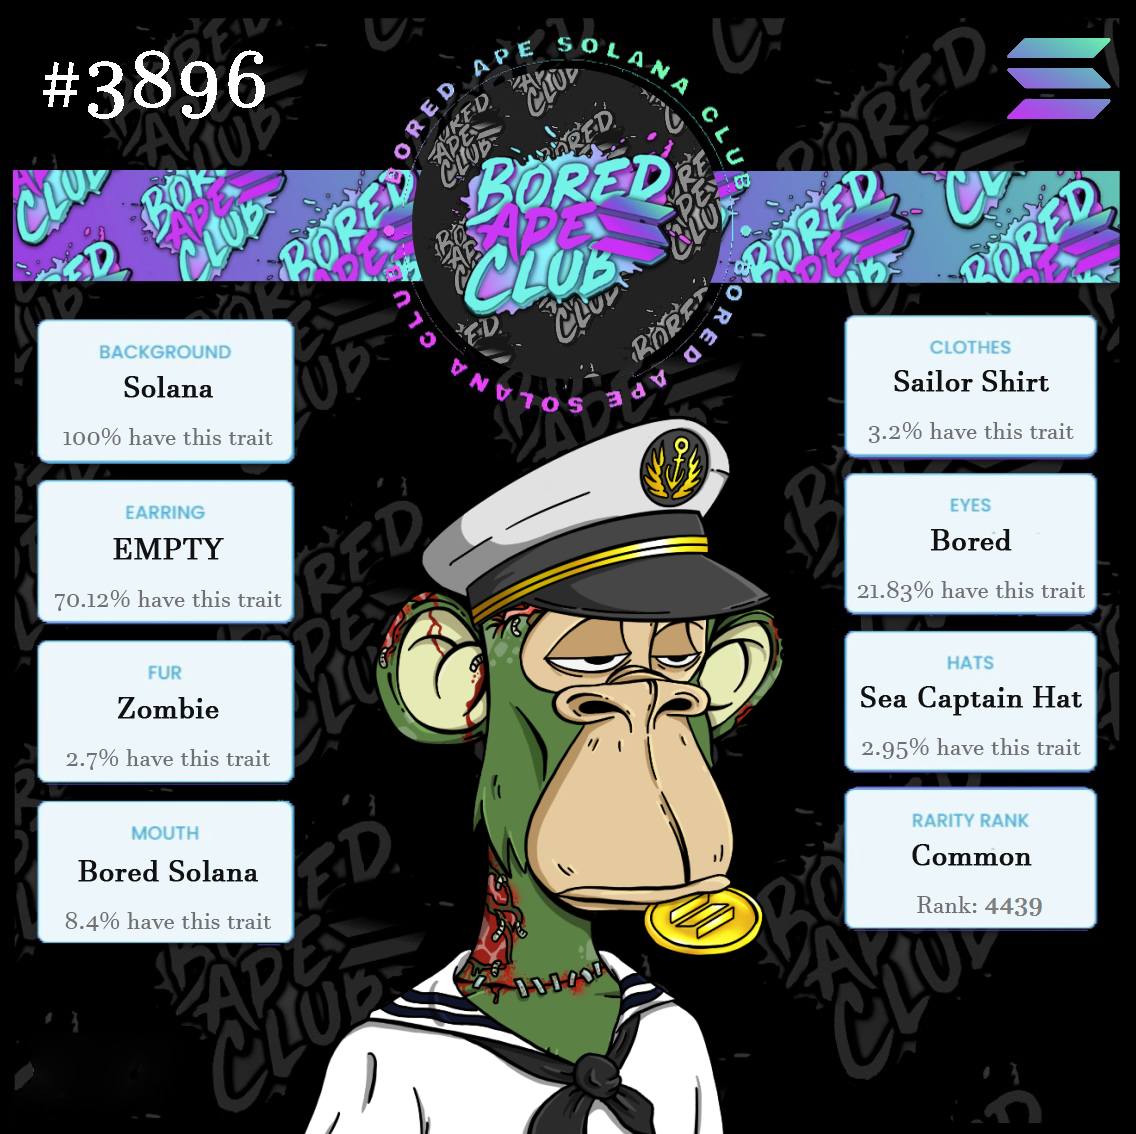 #3896
BORED APE SOLANA CLUB
BORED APE SOLANA CLUB
BORED
APE
CLUB
BACKGROUND
Solana
100% have this trait
EARRING
EMPTY
70.12% have this trait
FUR
Zombie
2.7% have this trait
MOUTH
Bored Solana
8.4% have this trait
CLOTHES
Sailor Shirt
3.2% have this trait
EYES
Bored
21.83% have this trait
HATS
Sea Captain Hat
2.95% have this trait
RARITY RANK
Common
Rank: 4439